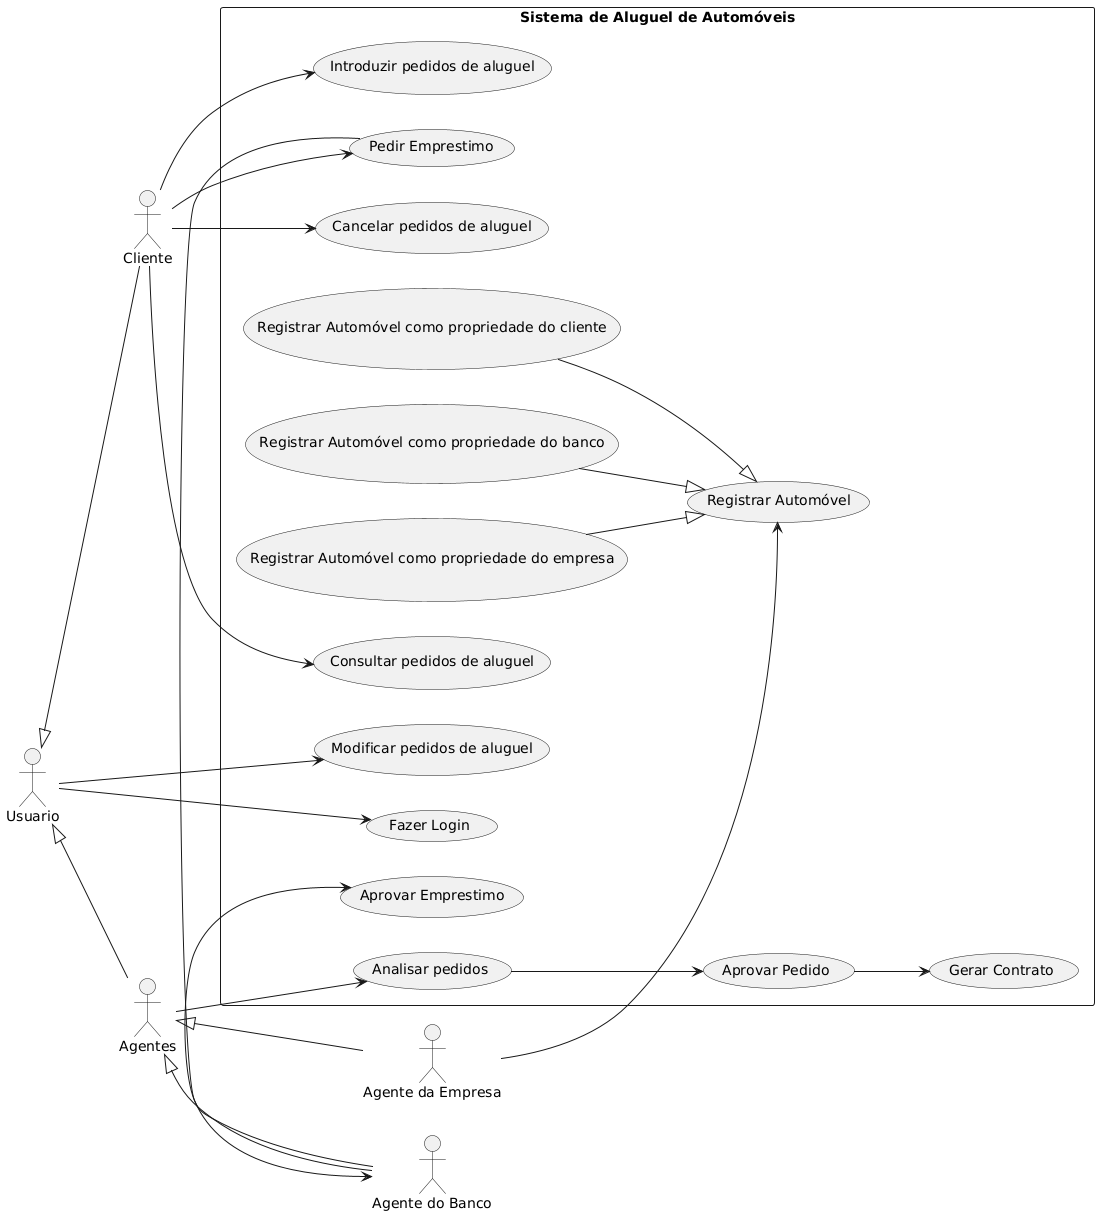 Sistema de Aluguel de Automóveis
Introduzir pedidos de aluguel
Pedir Emprestimo
Cancelar pedidos de aluguel
Cliente
Registrar Automóvel como propriedade do cliente
Registrar Automóvel como propriedade do banco
Registrar Automóvel
Registrar Automóvel como propriedade do empresa
Consultar pedidos de aluguel
Modificar pedidos de aluguel
Usuario
Fazer Login
Aprovar Emprestimo
Analisar pedidos
Aprovar Pedido
Gerar Contrato
Agentes
Agente da Empresa
Agente do Banco